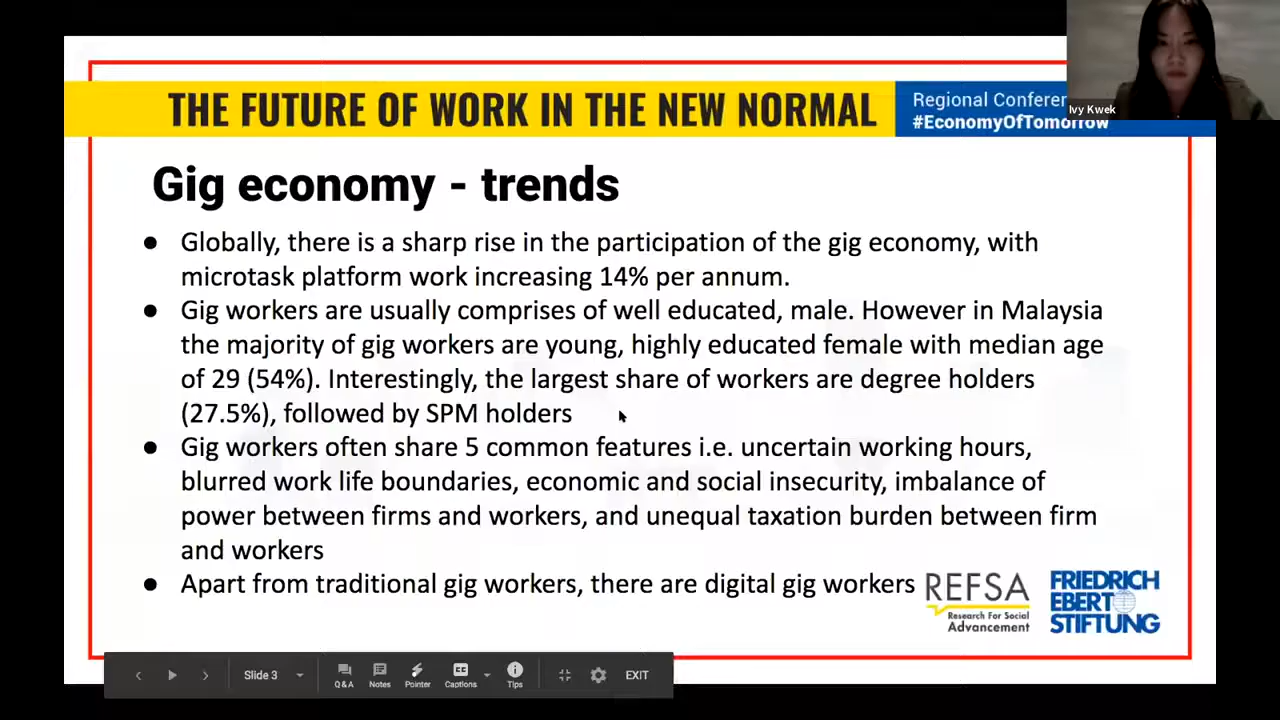 THE FUTURE OF WORK IN THE NEW NORMAL
Regional Conferen
#EconomyOfTomorrow
Ivy Kwek
Gig economy - trends
● Globally, there is a sharp rise in the participation of the gig economy, with
microtask platform work increasing 14% per annum.
● Gig workers are usually comprises of well educated, male. However in Malaysia
the majority of gig workers are young, highly educated female with median age
of 29 (54%). Interestingly, the largest share of workers are degree holders
(27.5%), followed by SPM holders
● Gig workers often share 5 common features i.e. uncertain working hours,
blurred work life boundaries, economic and social insecurity, imbalance of
power between firms and workers, and unequal taxation burden between firm
and workers
● Apart from traditional gig workers, there are digital gig workers
REFSA
Research For Social
Advancement
FRIEDRICH
EBERT
STIFTUNG
Slide 3
Q&A
Notes
Pointer
Captions
Tips
EXIT